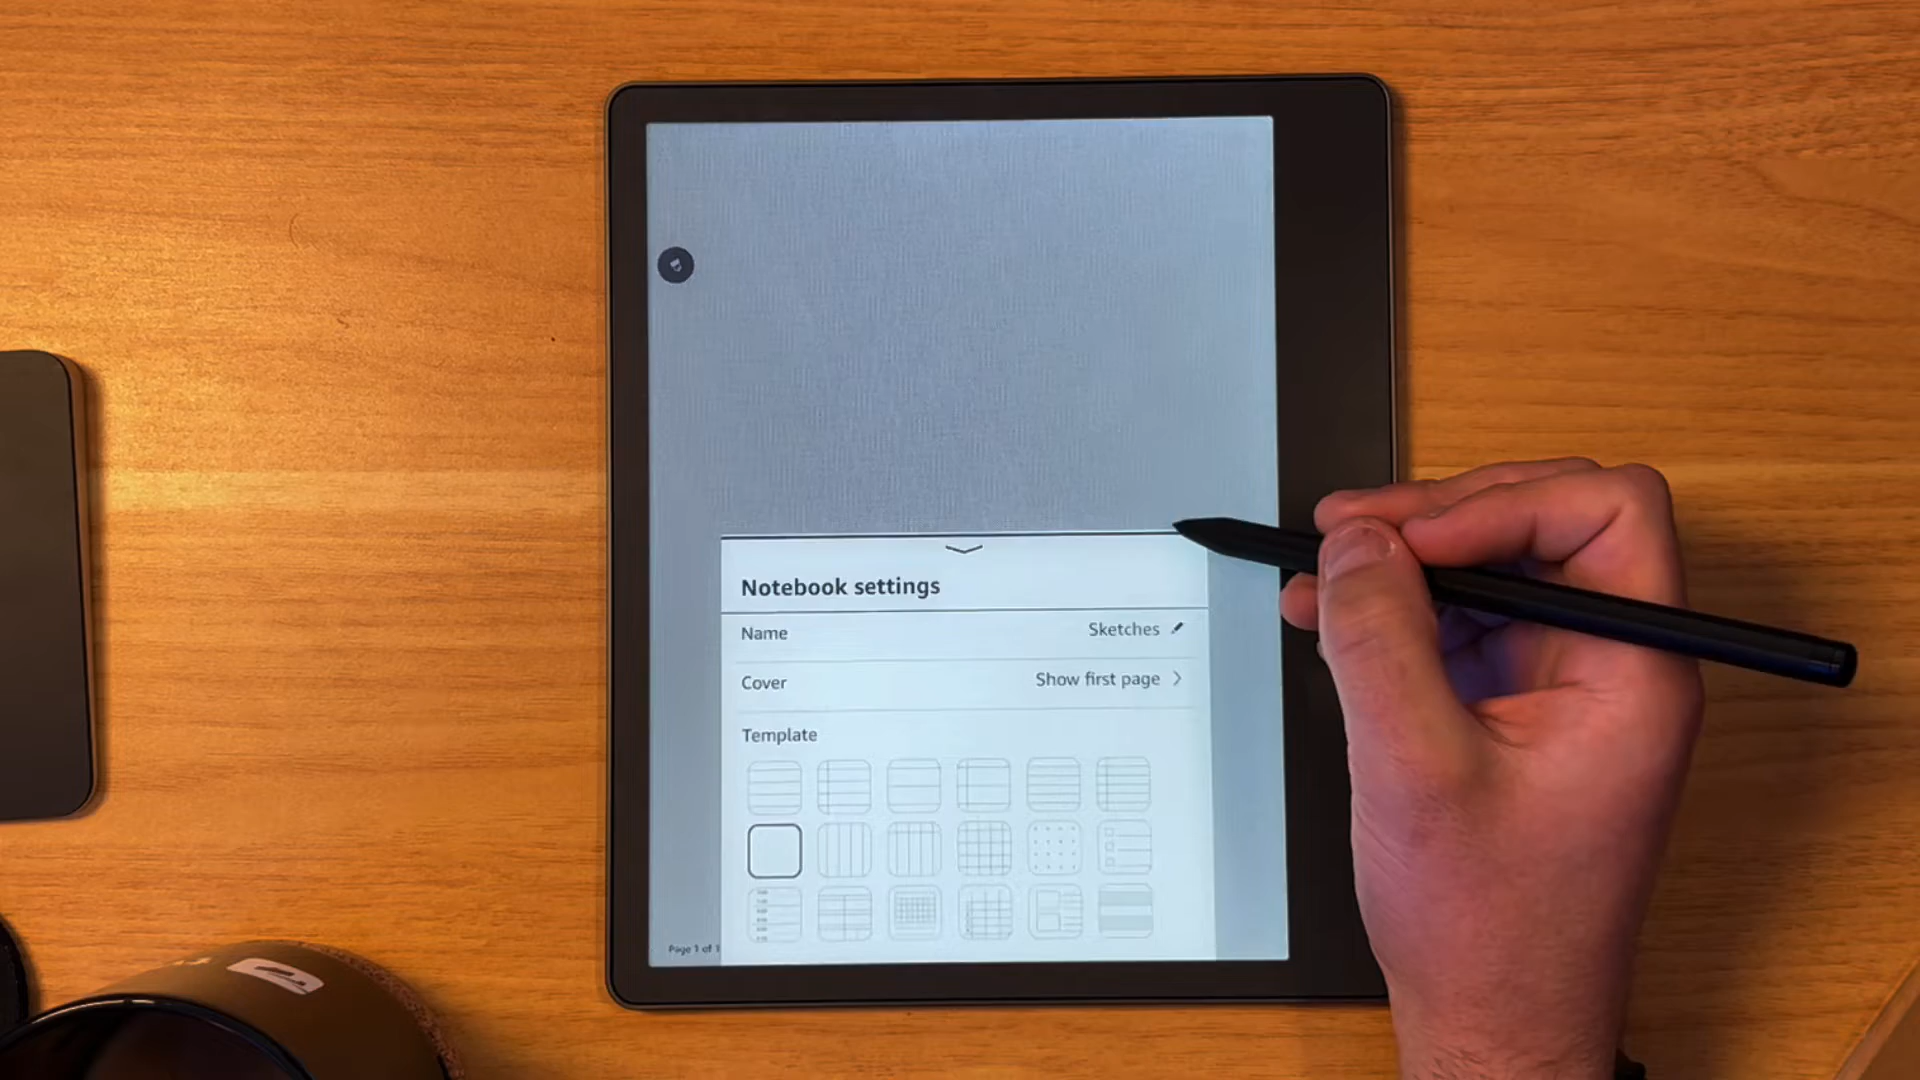 Notebook settings
Name Sketches
Cover Show first page
Template
Page 1 of 1